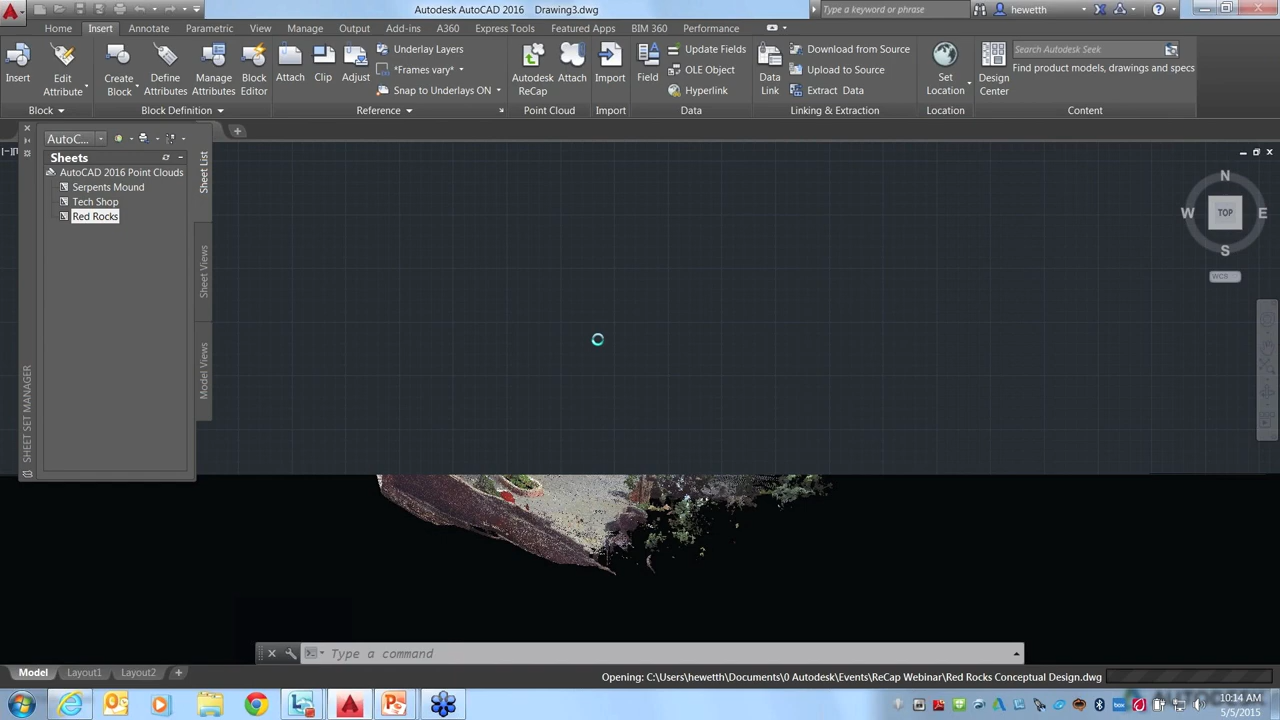 Autodesk AutoCAD 2016 Drawing3.dwg
Type a keyword or phrase
hewetth
Home Insert Annotate Parametric View Manage Output Add-ins A360 Express Tools Featured Apps BIM 360 Performance
Insert
Edit Attribute
Create Block
Define Attributes
Manage Attributes
Block Editor
Attach
Clip
Adjust
Underlay Layers
*Frames vary*
Snap to Underlays ON
Autodesk ReCap
Attach
Import
Field
Update Fields
OLE Object
Hyperlink
Data Link
Download from Source
Upload to Source
Extract Data
Set Location
Design Center
Search Autodesk Seek
Find product models, drawings and specs
Block Block Definition Reference Point Cloud Import Data Linking & Extraction Location Content
AutoC...
Sheets
AutoCAD 2016 Point Clouds
Serpents Mound
Tech Shop
Red Rocks
Sheet List
Sheet Views
Model Views
SHEET SET MANAGER
N
W TOP E
S
WCS
Type a command
Model Layout1 Layout2
Opening: C:\Users\hewetth\Documents\0 Autodesk\Events\ReCap Webinar\Red Rocks Conceptual Design.dwg
10:14 AM
5/5/2015